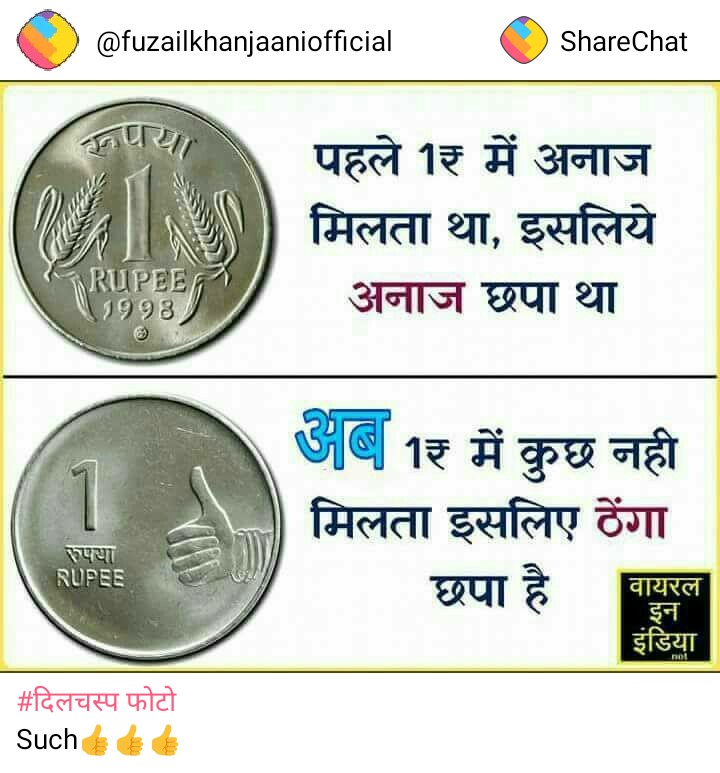 @fuzailkhanjaaniofficial
ShareChat
रूपया
1
RUPEE
1998
पहले 1₹ में अनाज
मिलता था, इसलिये
अनाज छपा था
1
रुपया
RUPEE
अब 1₹ में कुछ नही
मिलता इसलिए ठेंगा
छपा है
वायरल
इन
इंडिया
.not
#दिलचस्प फोटो
Such👍👍👍